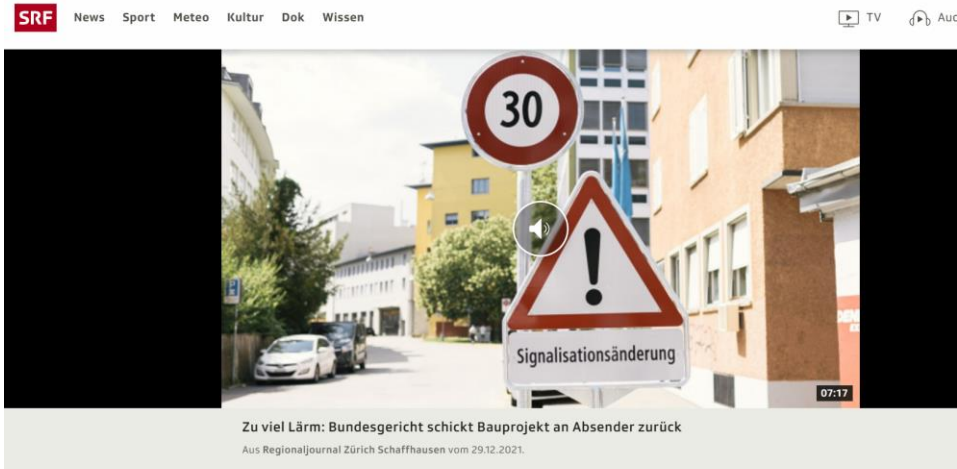 SRF News Sport Meteo Kultur Dok Wissen TV
30
Signalisationsänderung
07:17
Zu viel Lärm: Bundesgericht schickt Bauprojekt an Absender zurück
Aus Regionaljournal Zürich Schaffhausen vom 29.12.2021.